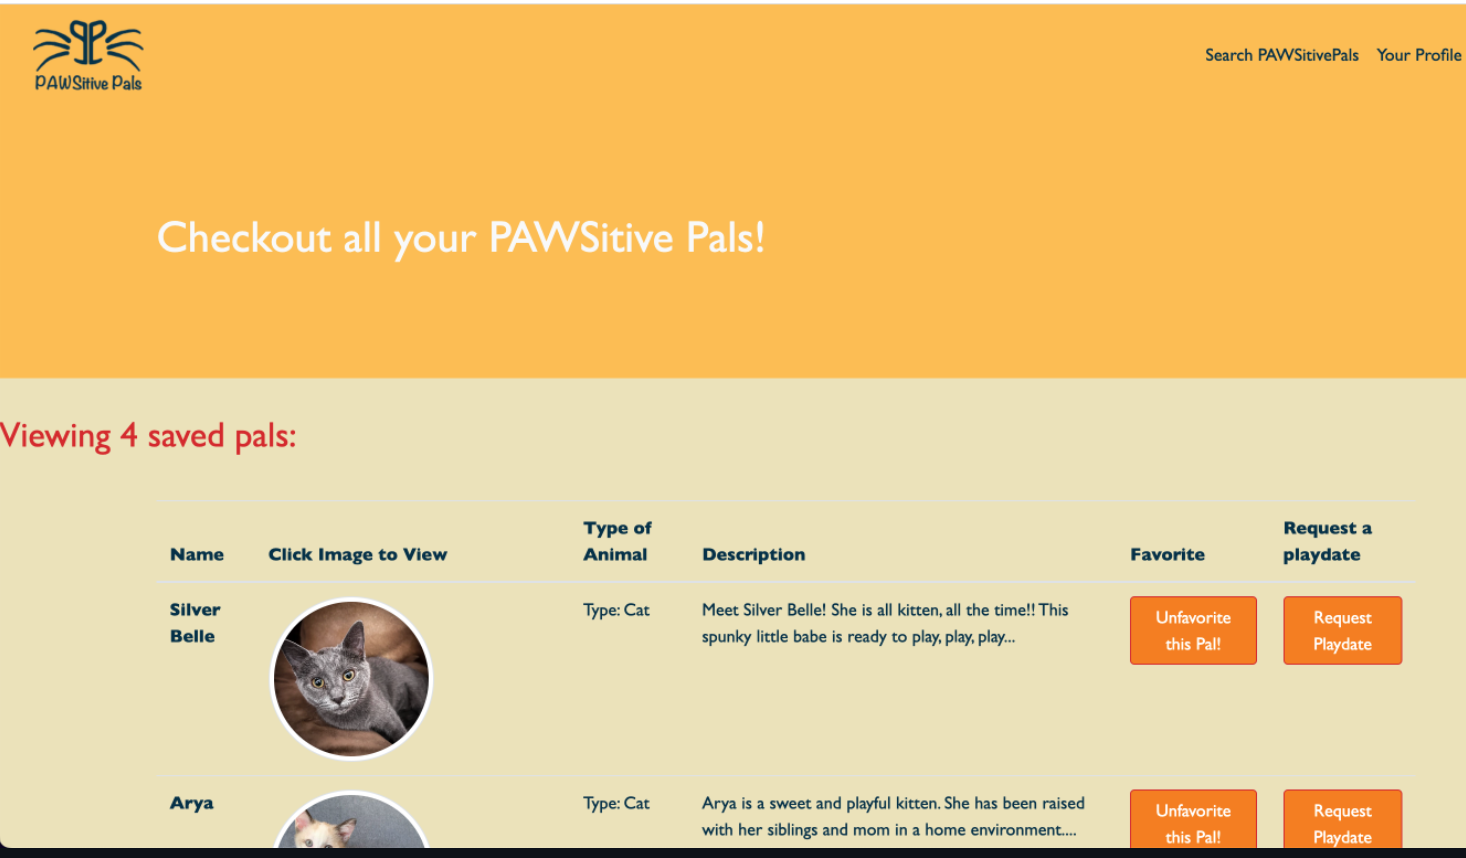 PAWSitive Pals
Search PAWSitivePals Your Profile
Checkout all your PAWSitive Pals!
Viewing 4 saved pals:
Name
Click Image to View
Type of
Animal
Description
Favorite
Request a
playdate
Silver
Belle
Type: Cat
Meet Silver Belle! She is all kitten, all the time!! This
spunky little babe is ready to play, play, play...
Unfavorite
this Pal!
Request
Playdate
Arya
Type: Cat
Arya is a sweet and playful kitten. She has been raised
with her siblings and mom in a home environment....
Unfavorite
this Pal!
Request
Playdate